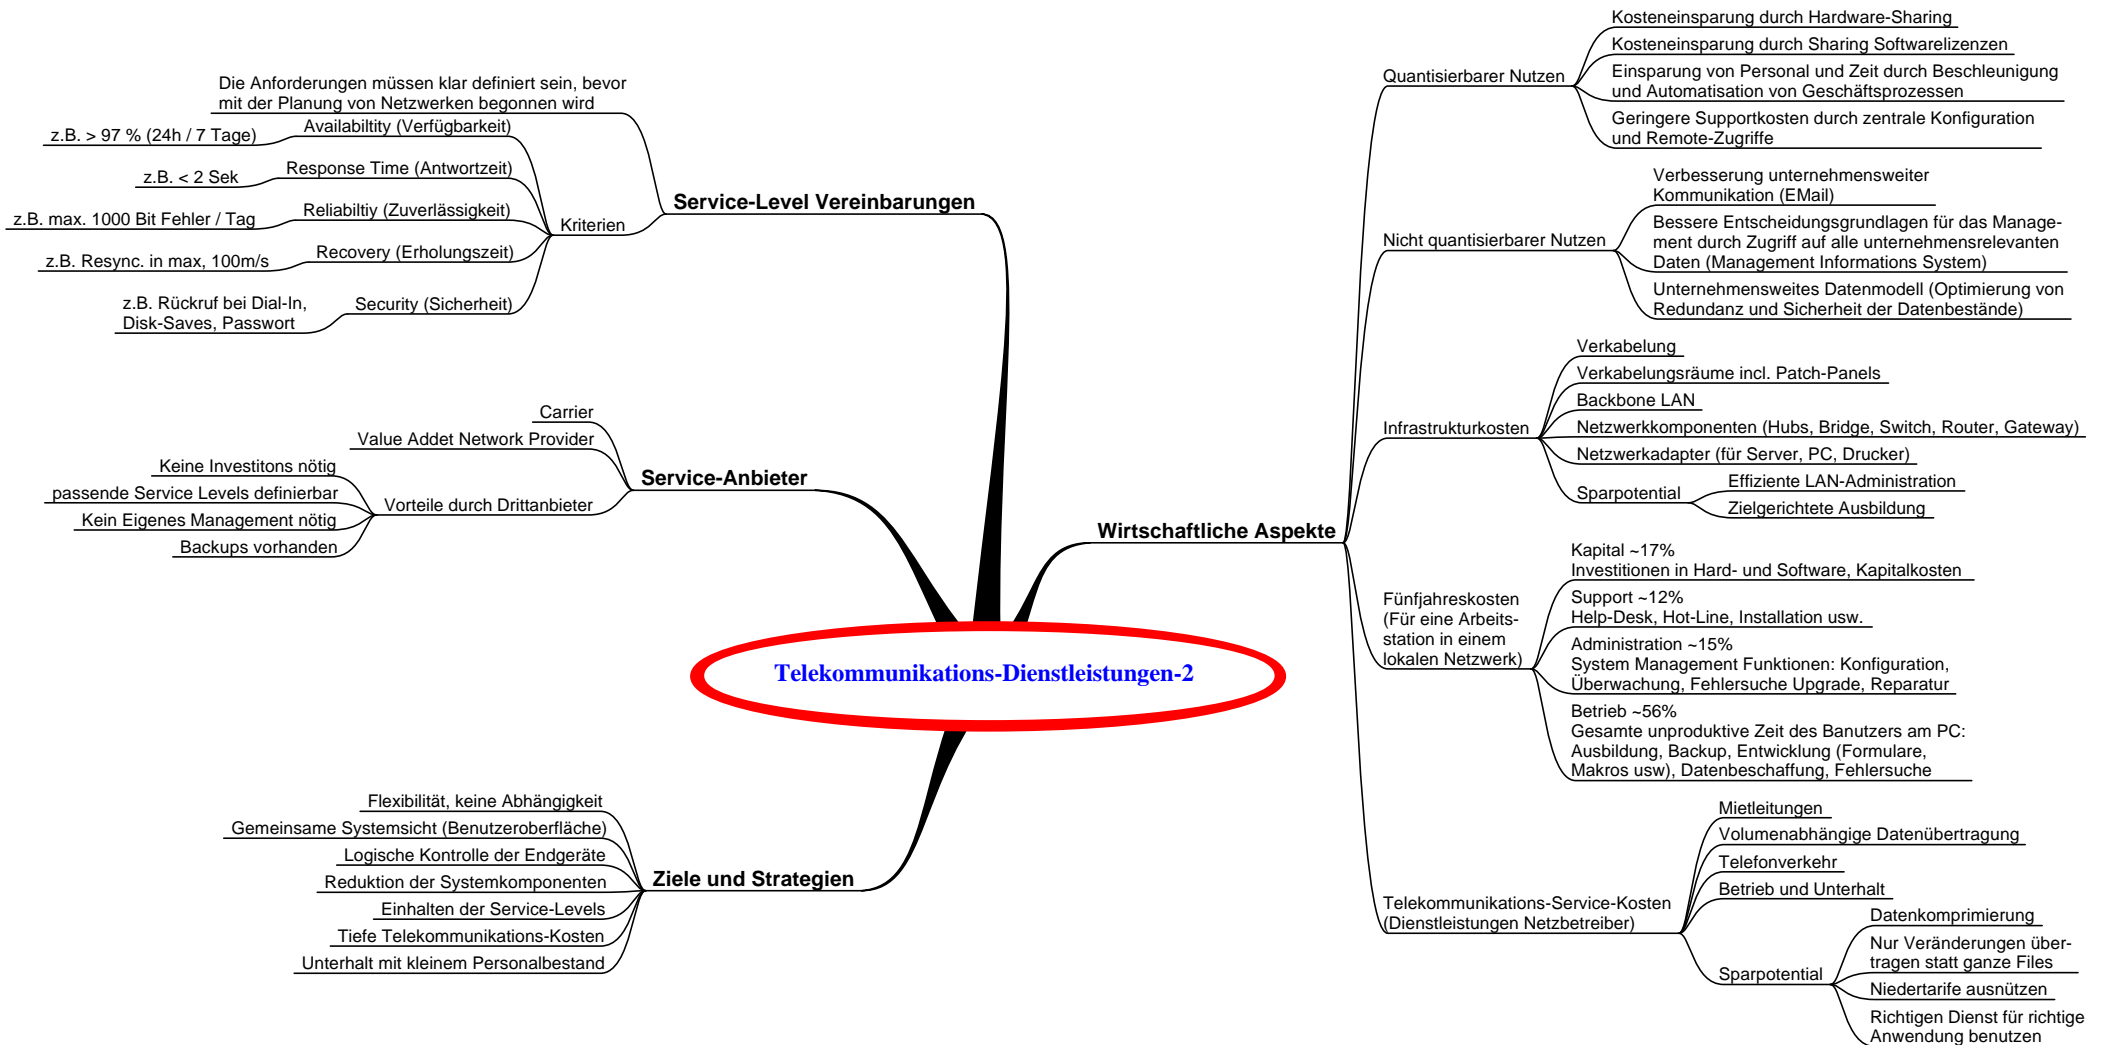 Telekommunikations-Dienstleistungen-2
Service-Level Vereinbarungen
Die Anforderungen müssen klar definiert sein, bevor
mit der Planung von Netzwerken begonnen wird
Kriterien
Availabiltity (Verfügbarkeit)
z.B. > 97 % (24h / 7 Tage)
Response Time (Antwortzeit)
z.B. < 2 Sek
Reliabiltiy (Zuverlässigkeit)
z.B. max. 1000 Bit Fehler / Tag
Recovery (Erholungszeit)
z.B. Resync. in max, 100m/s
Security (Sicherheit)
z.B. Rückruf bei Dial-In,
Disk-Saves, Passwort
Service-Anbieter
Carrier
Value Addet Network Provider
Vorteile durch Drittanbieter
Keine Investitons nötig
passende Service Levels definierbar
Kein Eigenes Management nötig
Backups vorhanden
Ziele und Strategien
Flexibilität, keine Abhängigkeit
Gemeinsame Systemsicht (Benutzeroberfläche)
Logische Kontrolle der Endgeräte
Reduktion der Systemkomponenten
Einhalten der Service-Levels
Tiefe Telekommunikations-Kosten
Unterhalt mit kleinem Personalbestand
Wirtschaftliche Aspekte
Quantisierbarer Nutzen
Kosteneinsparung durch Hardware-Sharing
Kosteneinsparung durch Sharing Softwarelizenzen
Einsparung von Personal und Zeit durch Beschleunigung
und Automatisation von Geschäftsprozessen
Geringere Supportkosten durch zentrale Konfiguration
und Remote-Zugriffe
Nicht quantisierbarer Nutzen
Verbesserung unternehmensweiter
Kommunikation (EMail)
Bessere Entscheidungsgrundlagen für das Manage-
ment durch Zugriff auf alle unternehmensrelevanten
Daten (Management Informations System)
Unternehmensweites Datenmodell (Optimierung von
Redundanz und Sicherheit der Datenbestände)
Infrastrukturkosten
Verkabelung
Verkabelungsräume incl. Patch-Panels
Backbone LAN
Netzwerkkomponenten (Hubs, Bridge, Switch, Router, Gateway)
Netzwerkadapter (für Server, PC, Drucker)
Sparpotential
Effiziente LAN-Administration
Zielgerichtete Ausbildung
Fünfjahreskosten
(Für eine Arbeits-
station in einem
lokalen Netzwerk)
Kapital ~17%
Investitionen in Hard- und Software, Kapitalkosten
Support ~12%
Help-Desk, Hot-Line, Installation usw.
Administration ~15%
System Management Funktionen: Konfiguration,
Überwachung, Fehlersuche Upgrade, Reparatur
Betrieb ~56%
Gesamte unproduktive Zeit des Banutzers am PC:
Ausbildung, Backup, Entwicklung (Formulare,
Makros usw), Datenbeschaffung, Fehlersuche
Telekommunikations-Service-Kosten
(Dienstleistungen Netzbetreiber)
Mietleitungen
Volumenabhängige Datenübertragung
Telefonverkehr
Betrieb und Unterhalt
Sparpotential
Datenkomprimierung
Nur Veränderungen über-
tragen statt ganze Files
Niedertarife ausnützen
Richtigen Dienst für richtige
Anwendung benutzen